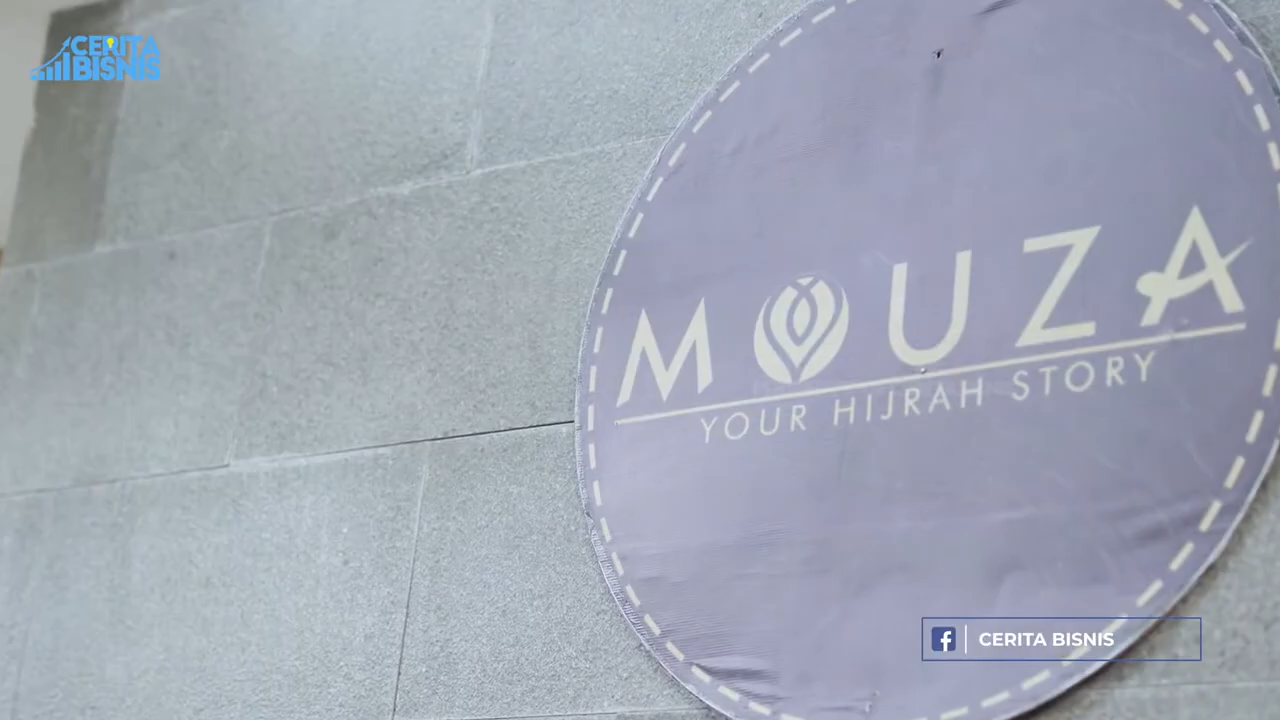 CERITA
BISNIS
MOUZA
YOUR HIJRAH STORY
CERITA BISNIS